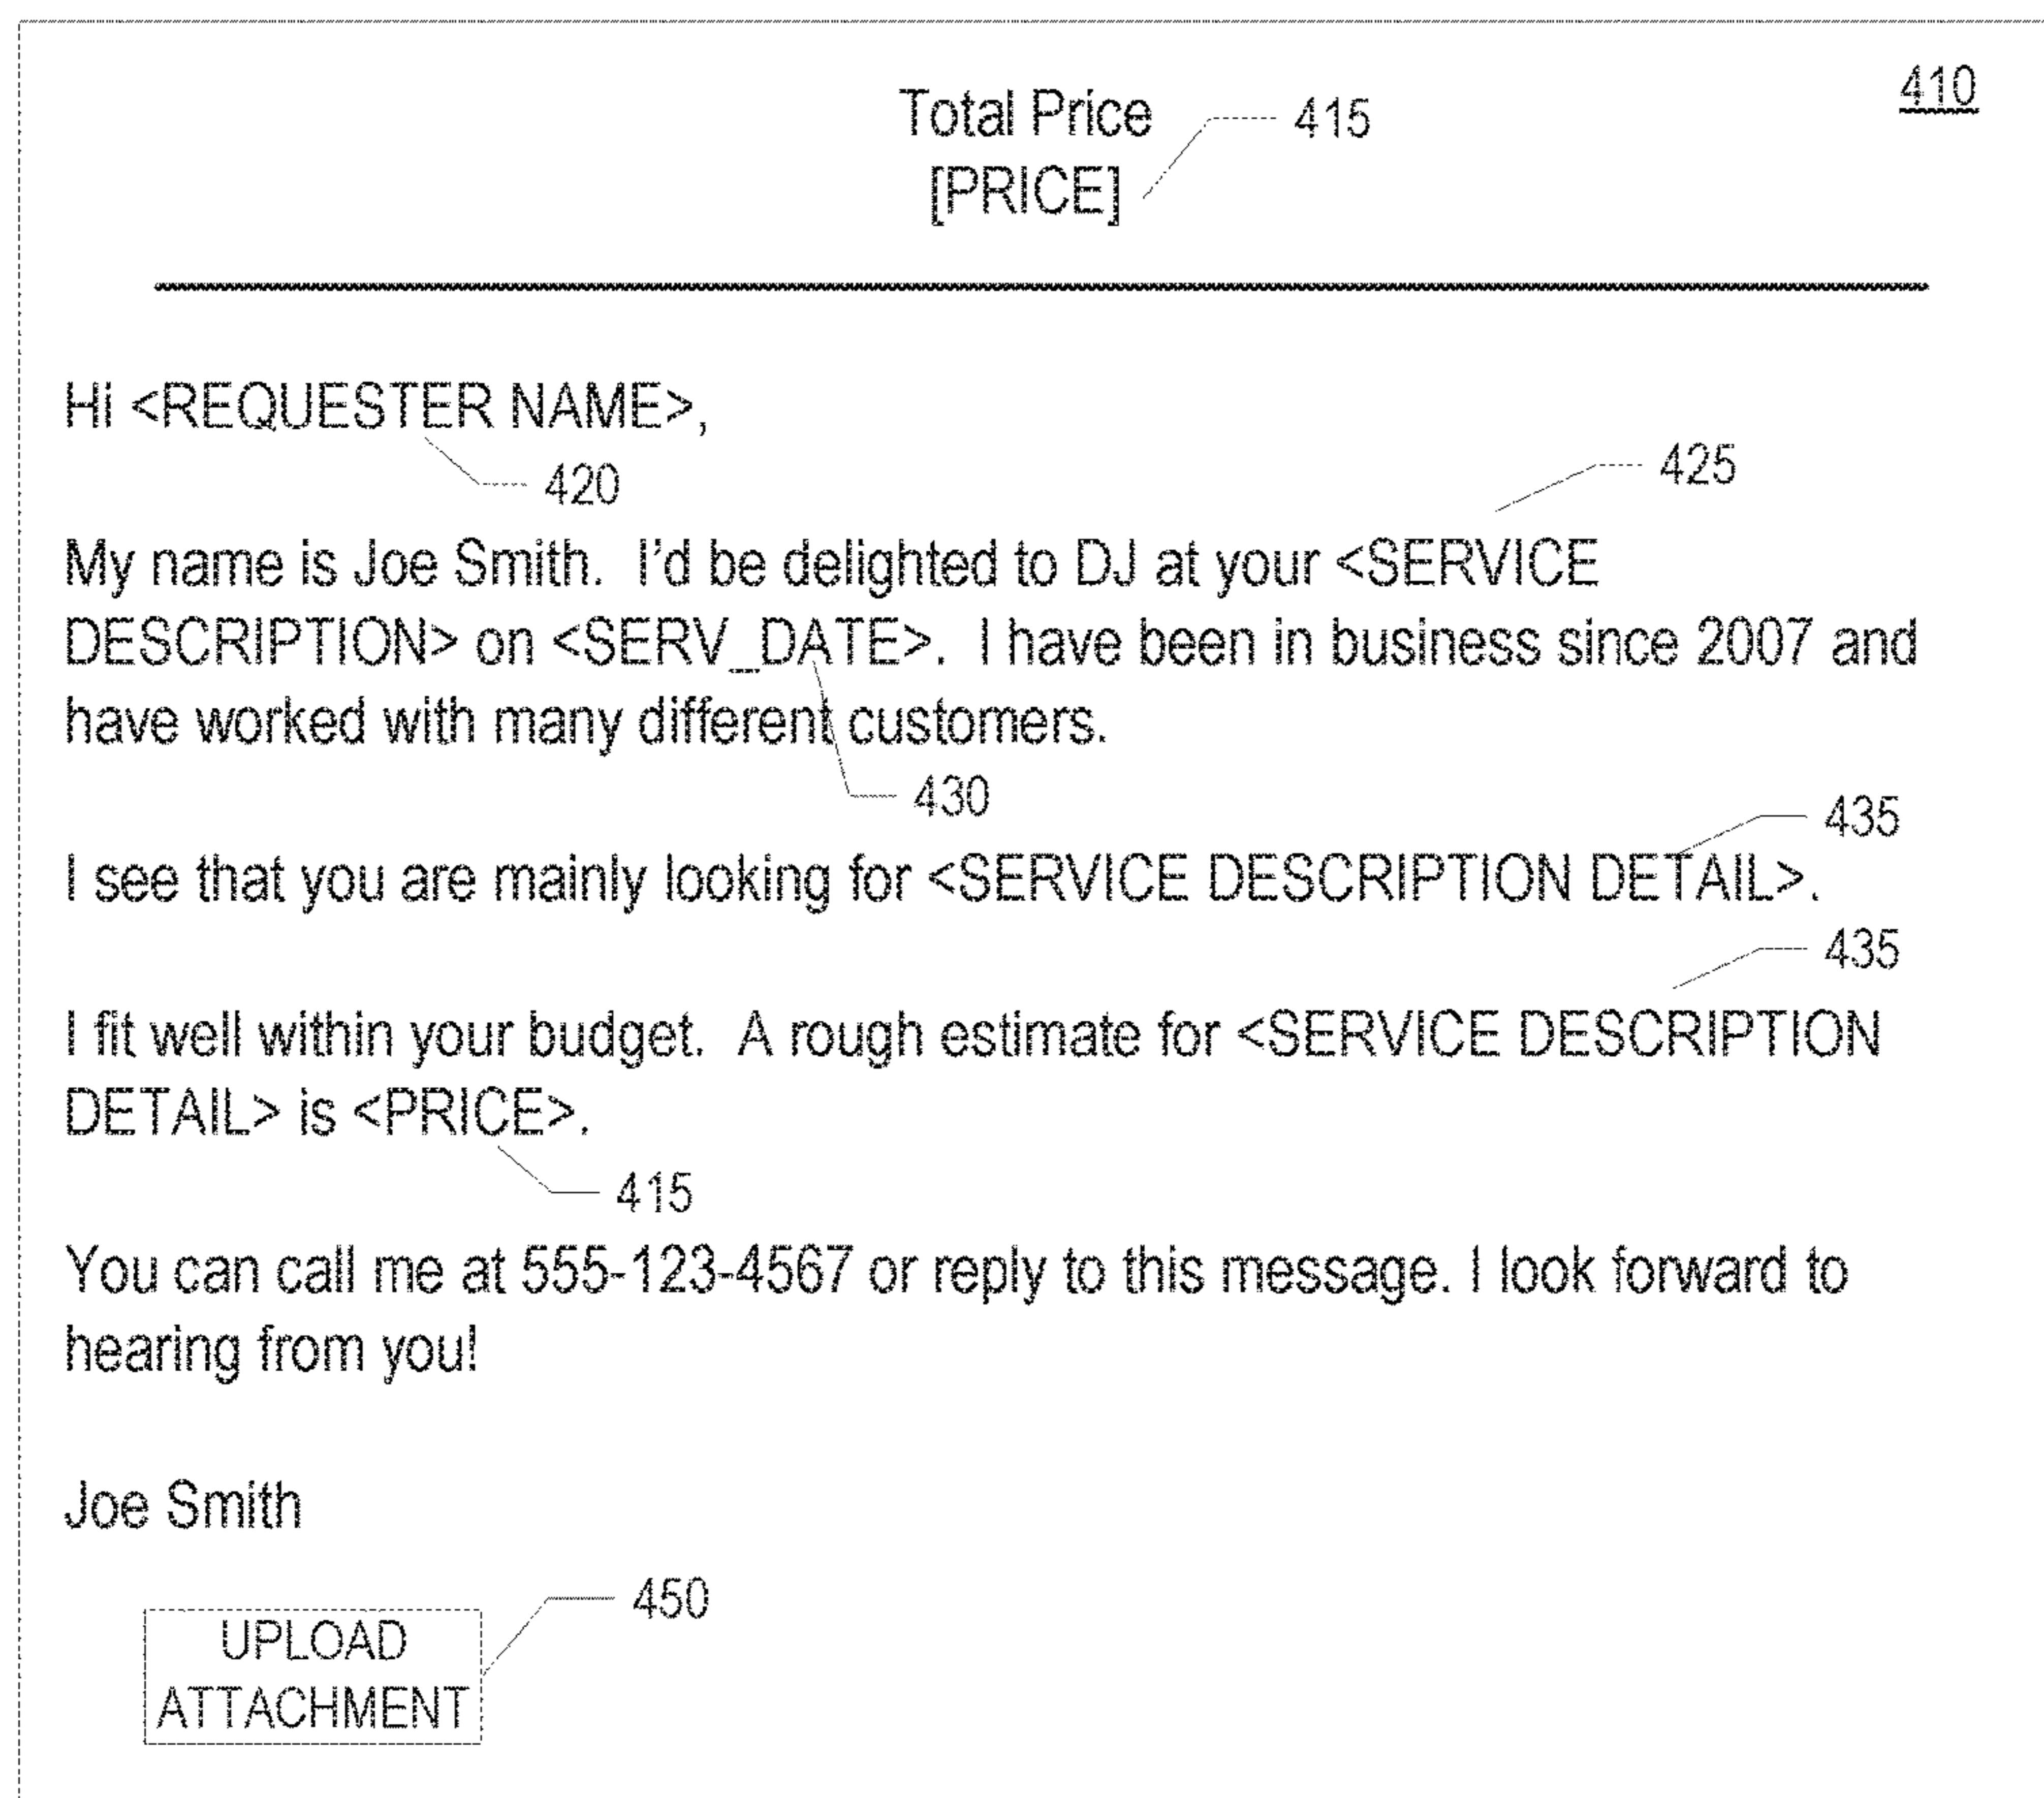 410
Total Price
415
[PRICE]
Hi <REQUESTER NAME>,
420
425
My name is Joe Smith.  I'd be delighted to DJ at your <SERVICE
DESCRIPTION> on <SERV_DATE>.  I have been in business since 2007 and
have worked with many different customers.
430
435
I see that you are mainly looking for <SERVICE DESCRIPTION DETAIL>.
435
I fit well within your budget.  A rough estimate for <SERVICE DESCRIPTION
DETAIL> is <PRICE>.
415
You can call me at 555-123-4567 or reply to this message. I look forward to
hearing from you!
Joe Smith
450
UPLOAD
ATTACHMENT